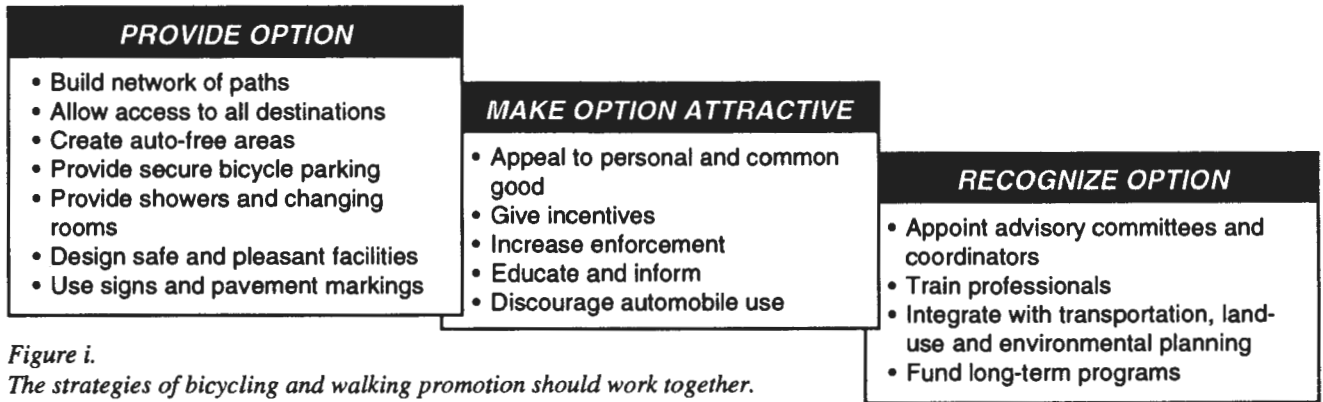 PROVIDE OPTION
• Build network of paths
• Allow access to all destinations
• Create auto-free areas
• Provide secure bicycle parking
• Provide showers and changing
rooms
• Design safe and pleasant facilities
• Use signs and pavement markings
MAKE OPTION ATTRACTIVE
• Appeal to personal and common
good
• Give incentives
• Increase enforcement
• Educate and inform
• Discourage automobile use
RECOGNIZE OPTION
• Appoint advisory committees and
coordinators
• Train professionals
• Integrate with transportation, land-
use and environmental planning
• Fund long-term programs
Figure i.
The strategies of bicycling and walking promotion should work together.